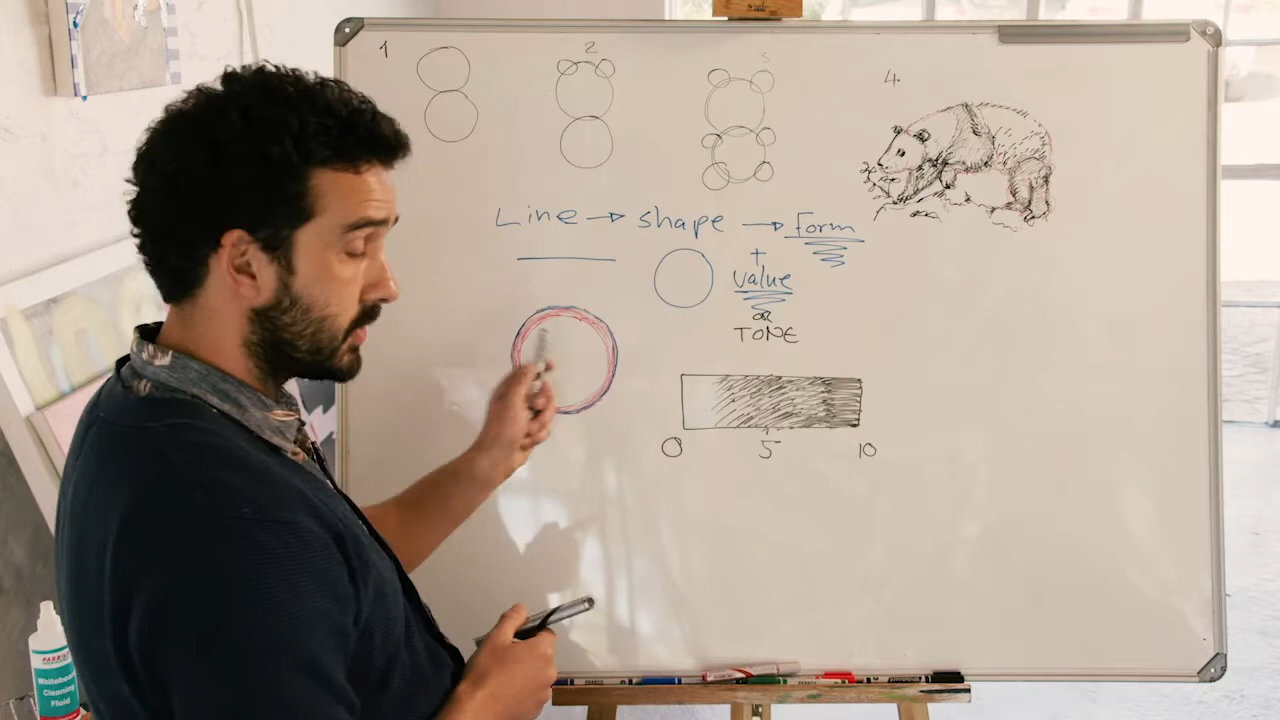 1
2
3
4
Line → shape → Form
+
value
OR
TONE
0 5 10
Whiteboard
Cleaning
Fluid